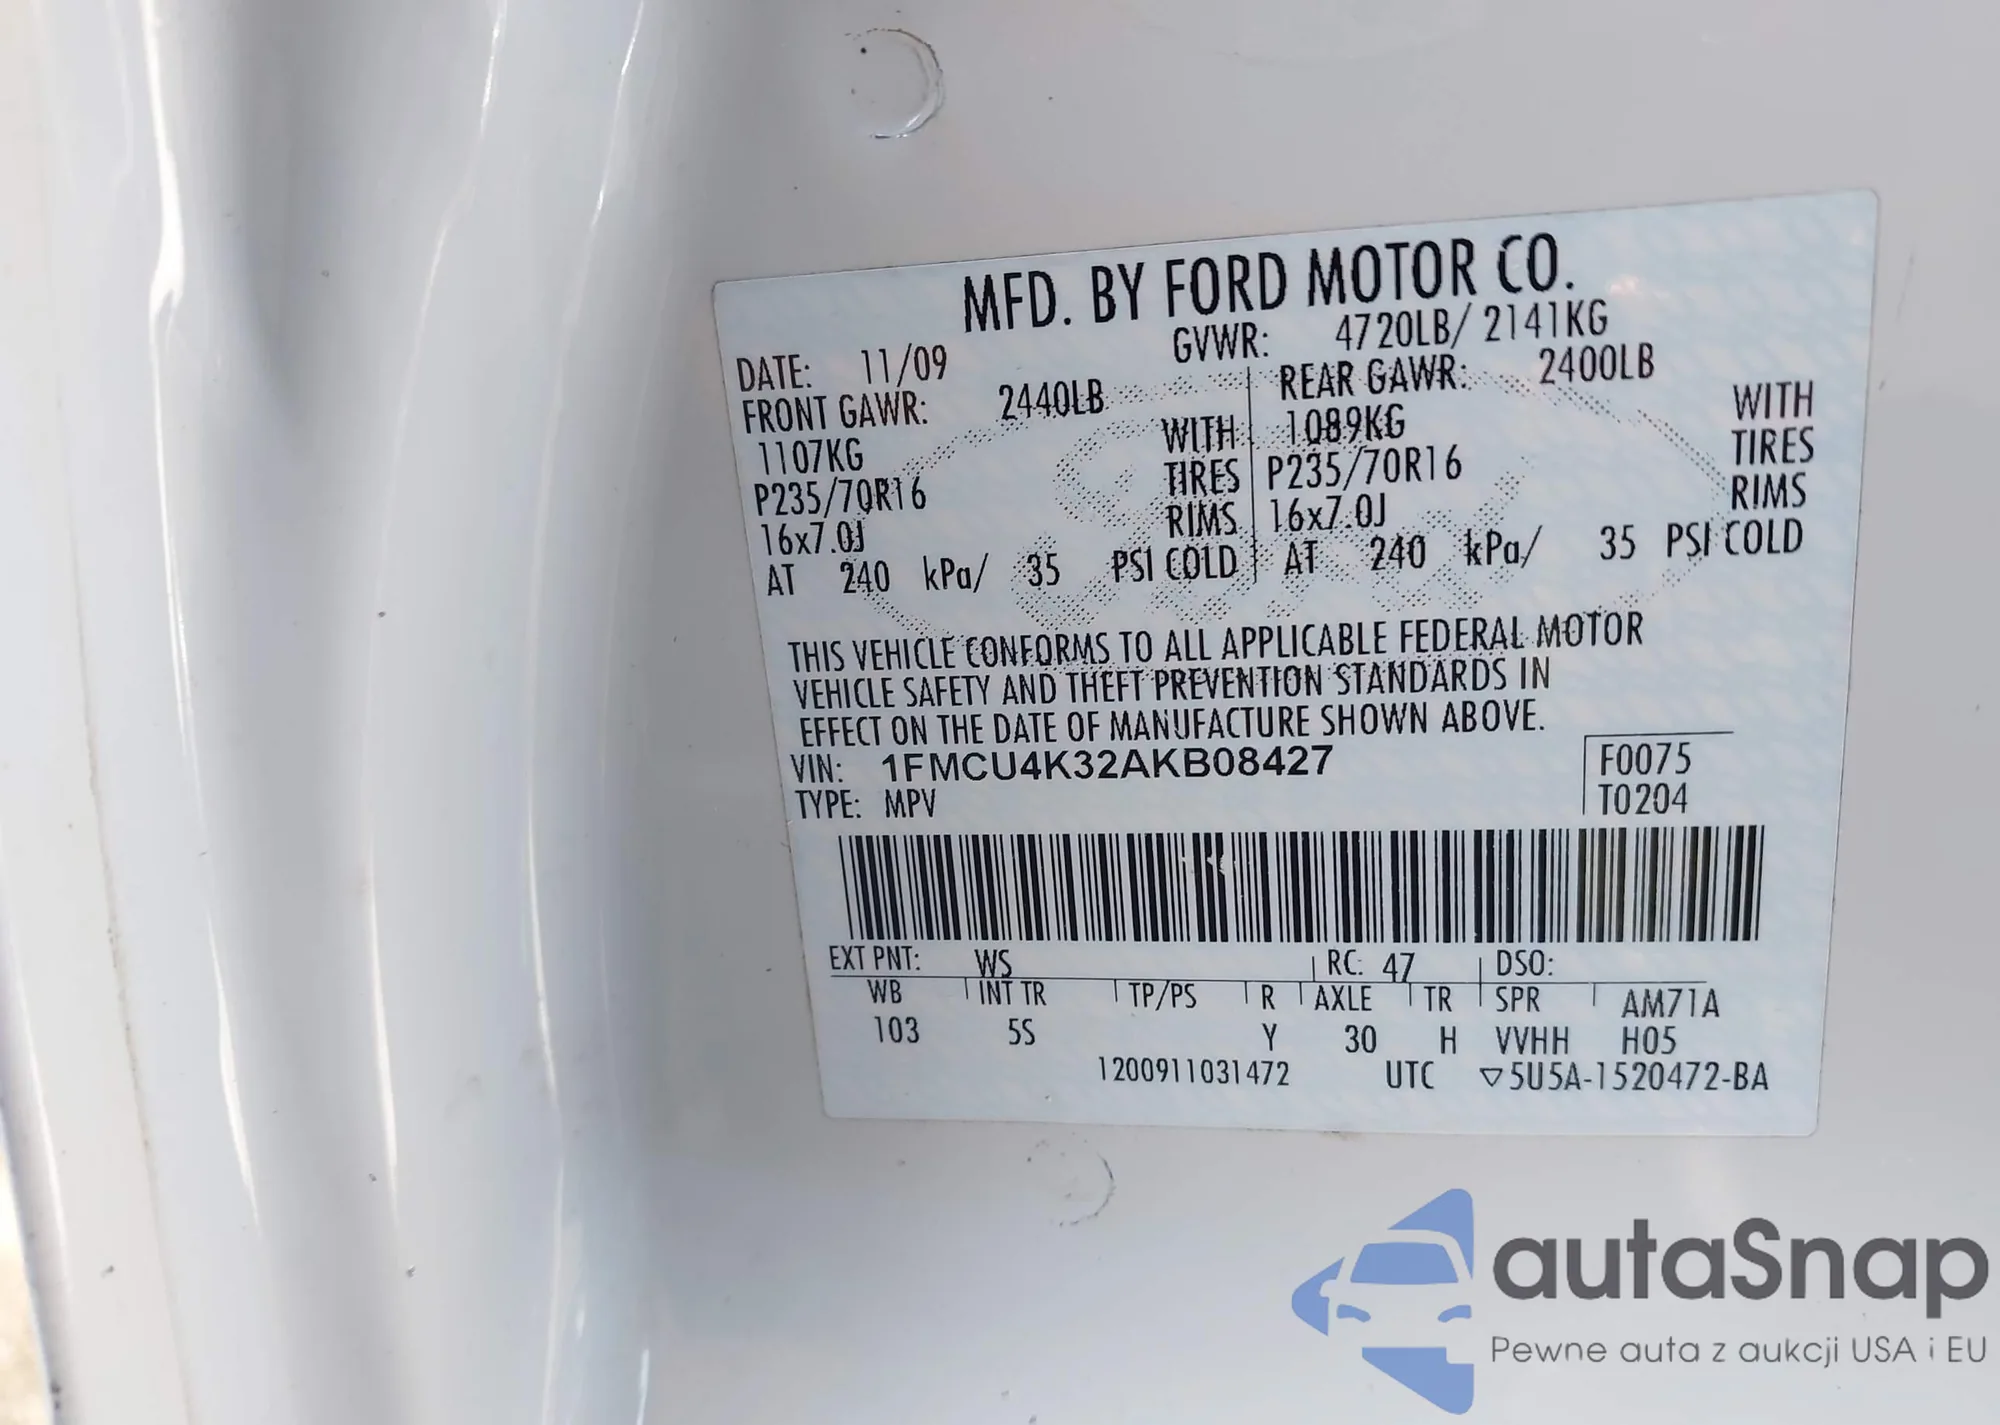 MFD. BY FORD MOTOR CO.
DATE: 11/09 GVWR: 4720LB/ 2141KG
FRONT GAWR: 2440LB REAR GAWR: 2400LB
1107KG WITH 1089KG WITH
P235/70R16 TIRES P235/70R16 TIRES
16x7.0J RIMS 16x7.0J RIMS
AT 240 kPa/ 35 PSI COLD AT 240 kPa/ 35 PSI COLD
THIS VEHICLE CONFORMS TO ALL APPLICABLE FEDERAL MOTOR
VEHICLE SAFETY AND THEFT PREVENTION STANDARDS IN
EFFECT ON THE DATE OF MANUFACTURE SHOWN ABOVE.
VIN: 1FMCU4K32AKB08427 F0075
TYPE: MPV T0204
EXT PNT: WS RC: 47 DSO:
WB INT TR TP/PS R AXLE TR SPR AM71A
103 5S Y 30 H VVHH H05
1200911031472 UTC ▽5U5A-1520472-BA
autaSnap
Pewne auta z aukcji USA i EU